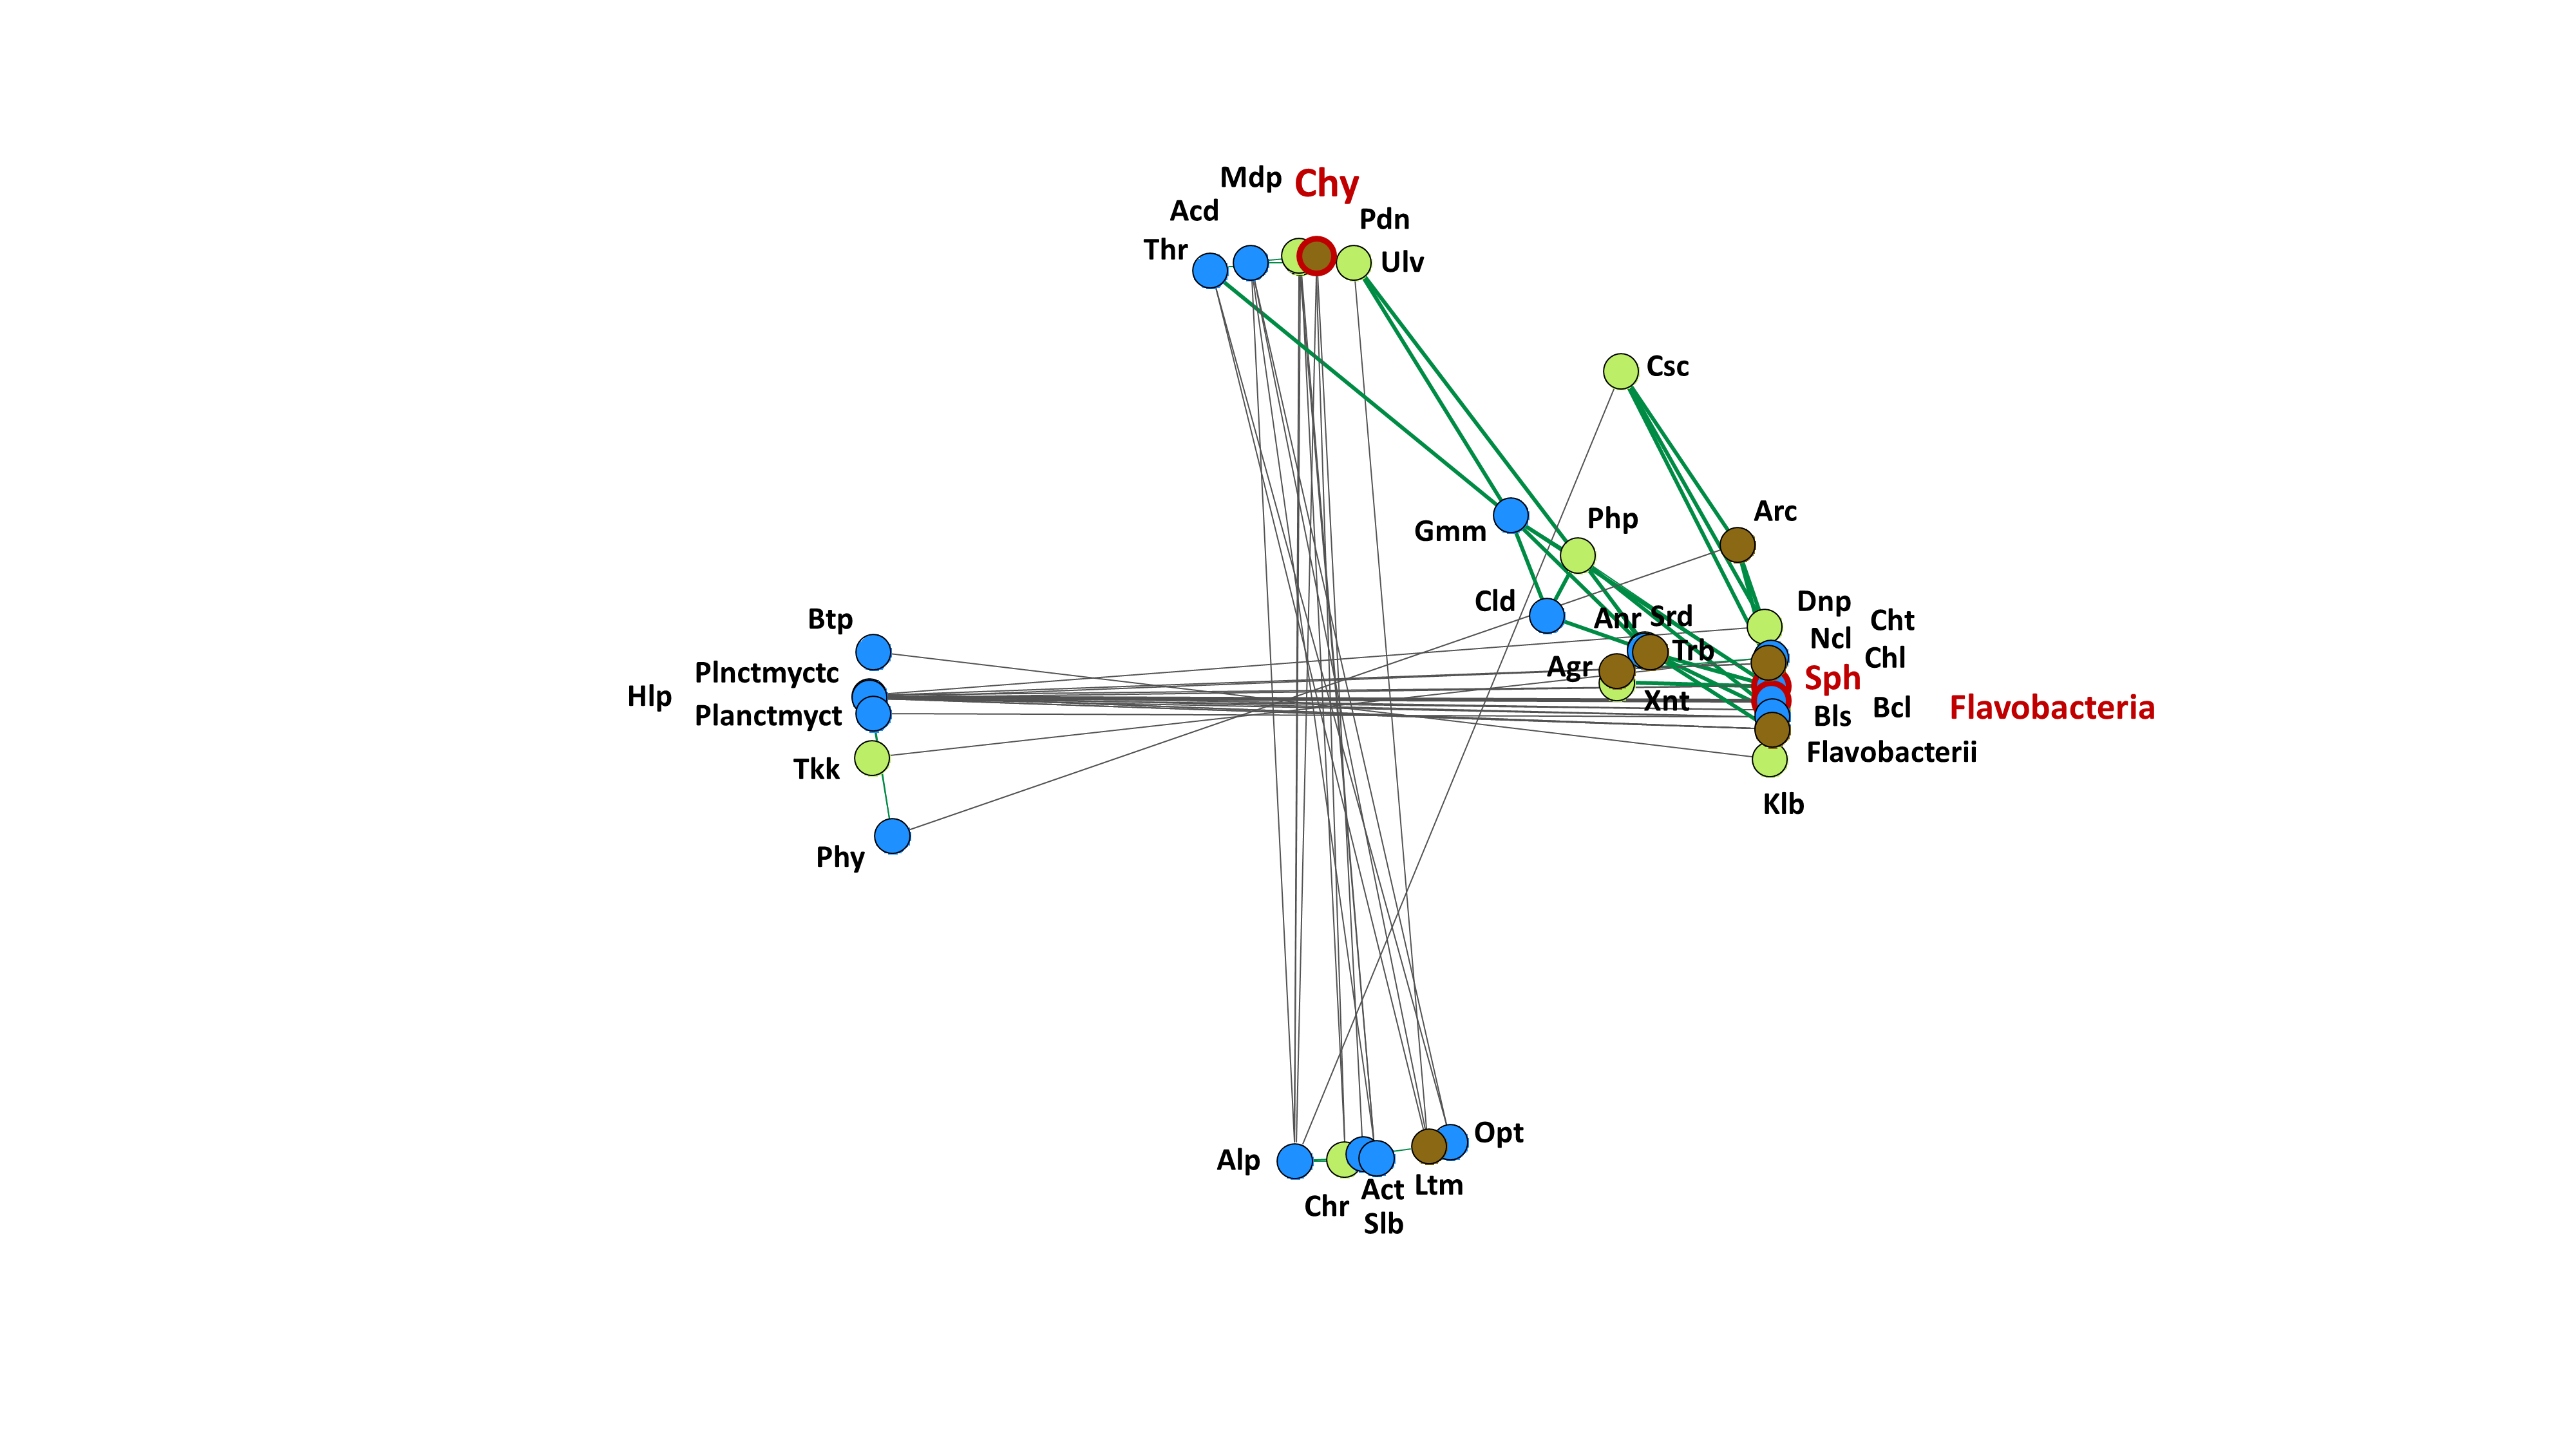 Mdp
Chy
Acd
Pdn
Thr
Ulv
Csc
Arc
Php
Gmm
Cld
Dnp
Anr
Srd
Cht
Btp
Ncl
Trb
Chl
Agr
Plnctmyctc
Sph
Hlp
Xnt
Planctmyct
Bls
Bcl
Flavobacteria
Flavobacterii
Tkk
Klb
Phy
Opt
Alp
Act
Ltm
Chr
Slb